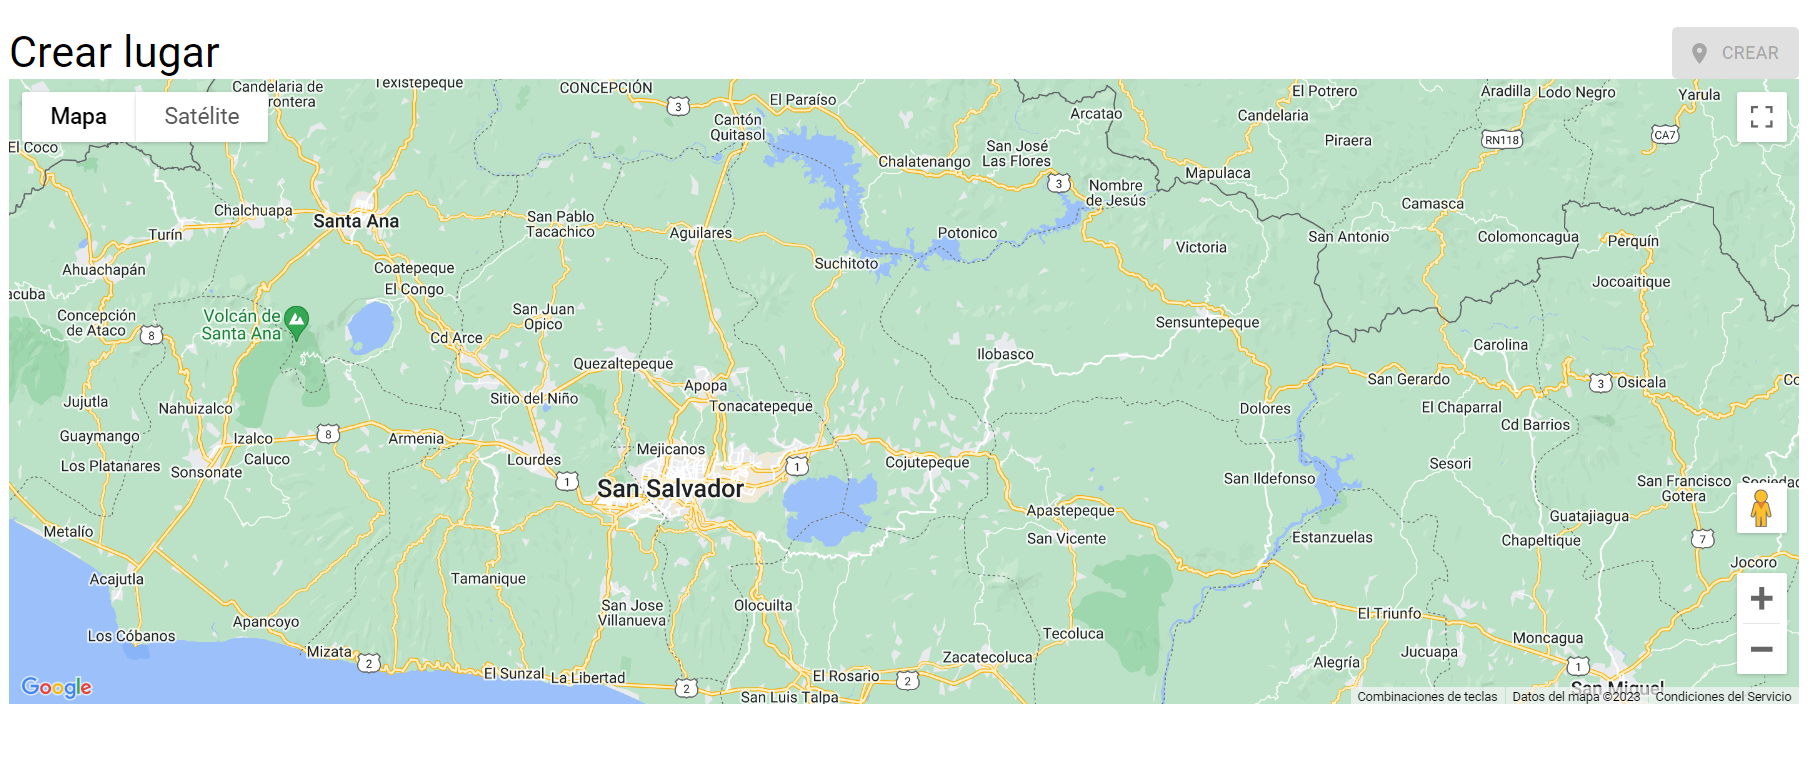 Crear lugar
CREAR
Mapa
Satélite
Candelaria de
rontera
Texistepeque
CONCEPCIÓN
3
El Paraíso
Cantón
Quitasol
Arcatao
El Potrero
Candelaria
Aradilla
Lodo Negro
Yarula
CA7
RN118
Piraera
El Coco
Chalatenango
San José
Las Flores
3
Nombre
de Jesús
Mapulaca
Camasca
Chalchuapa
Santa Ana
San Pablo
Tacachico
Aguilares
Potonico
Victoria
San Antonio
Colomoncagua
Perquín
Turín
Ahuachapán
Coatepeque
El Congo
Suchitoto
Jocoaitique
acuba
Concepción
de Ataco
8
Volcán de
Santa Ana
San Juan
Opico
Cd Arce
Sensuntepeque
Quezaltepeque
Ilobasco
Carolina
Apopa
San Gerardo
3
Osicala
Co
Jujutla
Nahuizalco
Sitio del Niño
Tonacatepeque
Dolores
El Chaparral
Cd Barrios
Guaymango
Izalco
8
Armenia
Caluco
Los Platanares
Sonsonate
Lourdes
Mejicanos
1
1
Cojutepeque
San Salvador
San Ildefonso
Sesori
San Francisco
Gotera
Sociedad
Apastepeque
Guatajiagua
Metalío
San Vicente
Estanzuelas
Chapeltique
7
Jocoro
Acajutla
Tamanique
San Jose
Villanueva
Olocuilta
El Triunfo
Apancoyo
Los Cóbanos
Mizata
2
Tecoluca
Zacatecoluca
Moncagua
Jucuapa
Alegría
1
San Miguel
El Sunzal
La Libertad
2
El Rosario
2
San Luis Talpa
Google
Combinaciones de teclas
Datos del mapa ©2023
Condiciones del Servicio